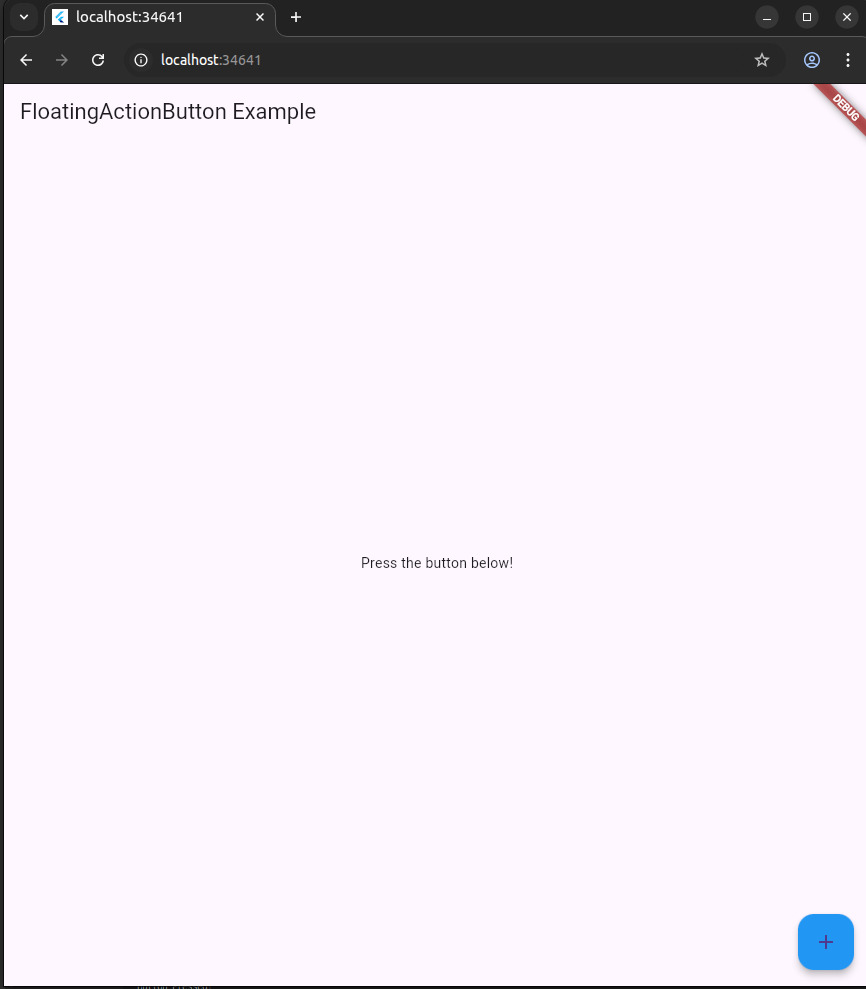 localhost:34641
localhost:34641
FloatingActionButton Example
DEBUG
Press the button below!